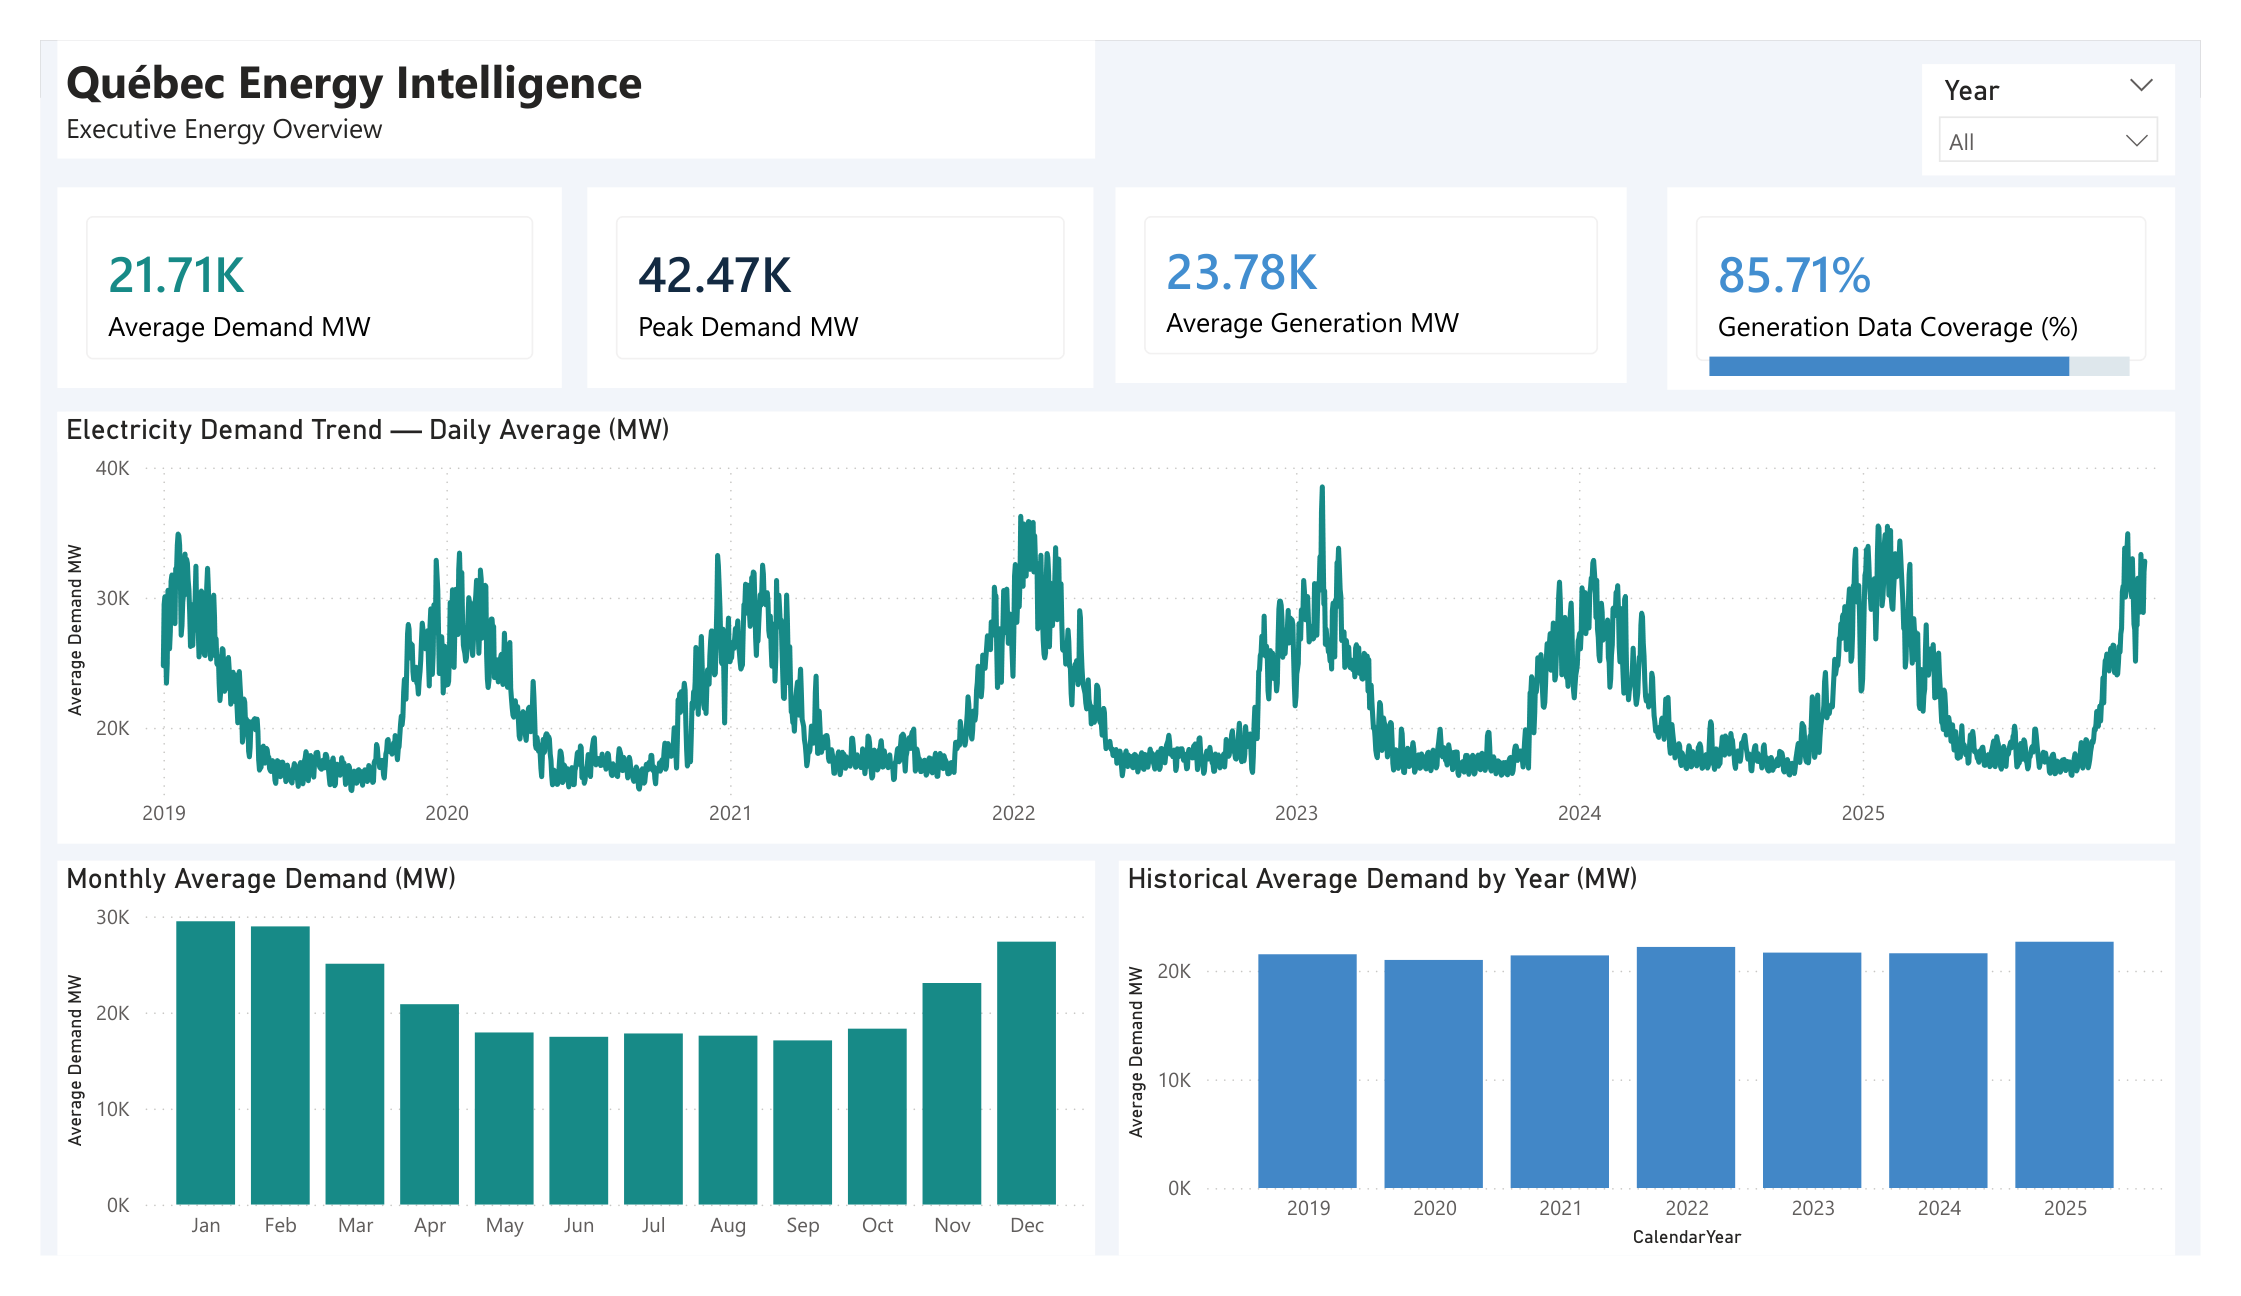 Québec Energy Intelligence
Executive Energy Overview
Year
All
21.71K
Average Demand MW
42.47K
Peak Demand MW
23.78K
Average Generation MW
85.71%
Generation Data Coverage (%)
Electricity Demand Trend — Daily Average (MW)
Average Demand MW
40K
30K
20K
2019 2020 2021 2022 2023 2024 2025
Monthly Average Demand (MW)
Average Demand MW
30K
20K
10K
0K
Jan Feb Mar Apr May Jun Jul Aug Sep Oct Nov Dec
Historical Average Demand by Year (MW)
Average Demand MW
20K
10K
0K
2019 2020 2021 2022 2023 2024 2025
CalendarYear